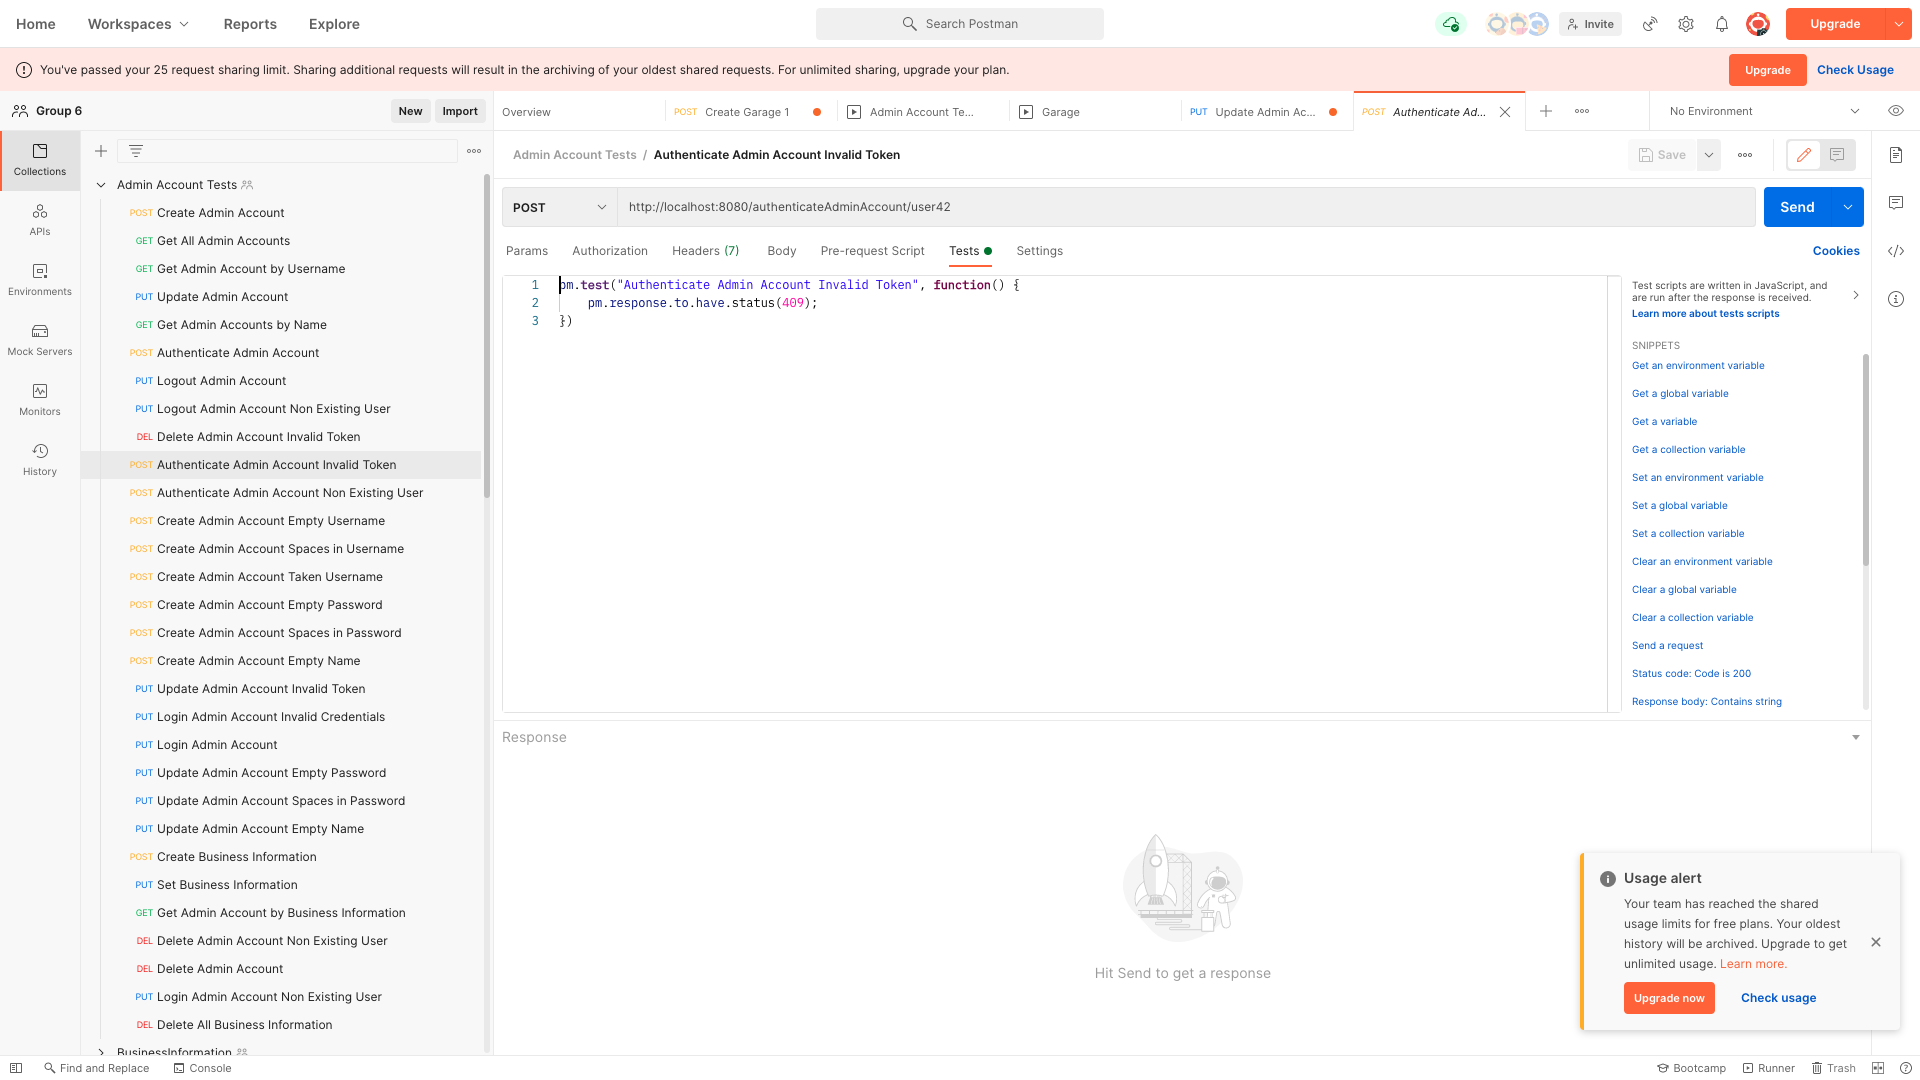 Home
Workspaces
Reports
Explore
Search Postman
Invite
Upgrade
You've passed your 25 request sharing limit. Sharing additional requests will result in the archiving of your oldest shared requests. For unlimited sharing, upgrade your plan.
Upgrade
Check Usage
Group 6
New
Import
Overview
POST Create Garage 1
Admin Account Te...
Garage
PUT Update Admin Ac...
POST Authenticate Ad...
No Environment
Collections
APIs
Environments
Mock Servers
Monitors
History
Admin Account Tests
POST Create Admin Account
GET Get All Admin Accounts
GET Get Admin Account by Username
PUT Update Admin Account
GET Get Admin Accounts by Name
POST Authenticate Admin Account
PUT Logout Admin Account
PUT Logout Admin Account Non Existing User
DEL Delete Admin Account Invalid Token
POST Authenticate Admin Account Invalid Token
POST Authenticate Admin Account Non Existing User
POST Create Admin Account Empty Username
POST Create Admin Account Spaces in Username
POST Create Admin Account Taken Username
POST Create Admin Account Empty Password
POST Create Admin Account Spaces in Password
POST Create Admin Account Empty Name
PUT Update Admin Account Invalid Token
PUT Login Admin Account Invalid Credentials
PUT Login Admin Account
PUT Update Admin Account Empty Password
PUT Update Admin Account Spaces in Password
PUT Update Admin Account Empty Name
POST Create Business Information
PUT Set Business Information
GET Get Admin Account by Business Information
DEL Delete Admin Account Non Existing User
DEL Delete Admin Account
PUT Login Admin Account Non Existing User
DEL Delete All Business Information
BusinessInformation
Admin Account Tests / Authenticate Admin Account Invalid Token
Save
POST
http://localhost:8080/authenticateAdminAccount/user42
Send
Params
Authorization
Headers (7)
Body
Pre-request Script
Tests
Settings
Cookies
1 pm.test("Authenticate Admin Account Invalid Token", function() {
2 pm.response.to.have.status(409);
3 })
Test scripts are written in JavaScript, and
are run after the response is received.
Learn more about tests scripts
SNIPPETS
Get an environment variable
Get a global variable
Get a variable
Get a collection variable
Set an environment variable
Set a global variable
Set a collection variable
Clear an environment variable
Clear a global variable
Clear a collection variable
Send a request
Status code: Code is 200
Response body: Contains string
Response
Hit Send to get a response
Usage alert
Your team has reached the shared
usage limits for free plans. Your oldest
history will be archived. Upgrade to get
unlimited usage. Learn more.
Upgrade now
Check usage
Find and Replace
Console
Bootcamp
Runner
Trash